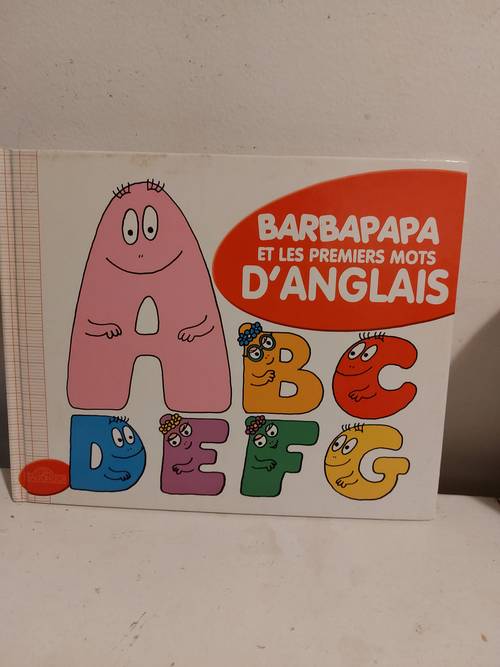 BARBAPAPA
ET LES PREMIERS MOTS
D'ANGLAIS
A B C
D E F G